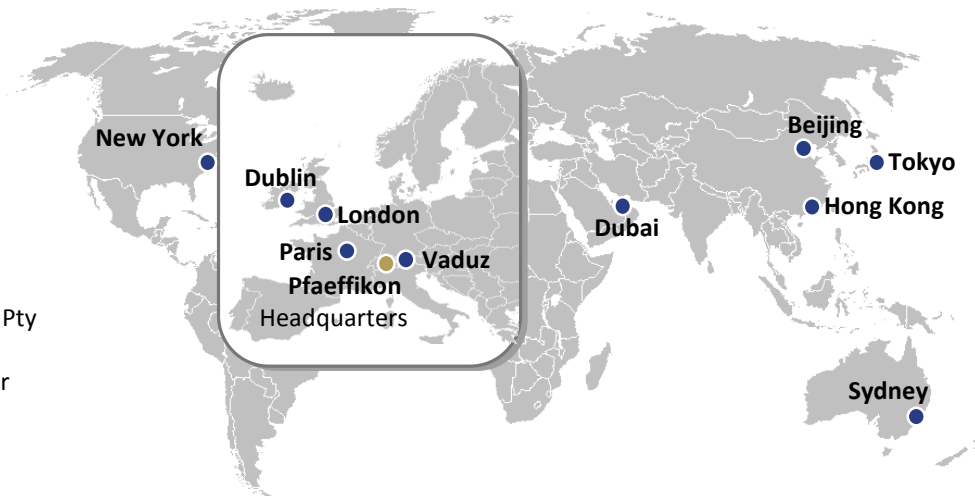 New York
Dublin
London
Paris
Vaduz
Pfaeffikon
Headquarters
Beijing
Tokyo
Hong Kong
Dubai
Sydney
Pty
r